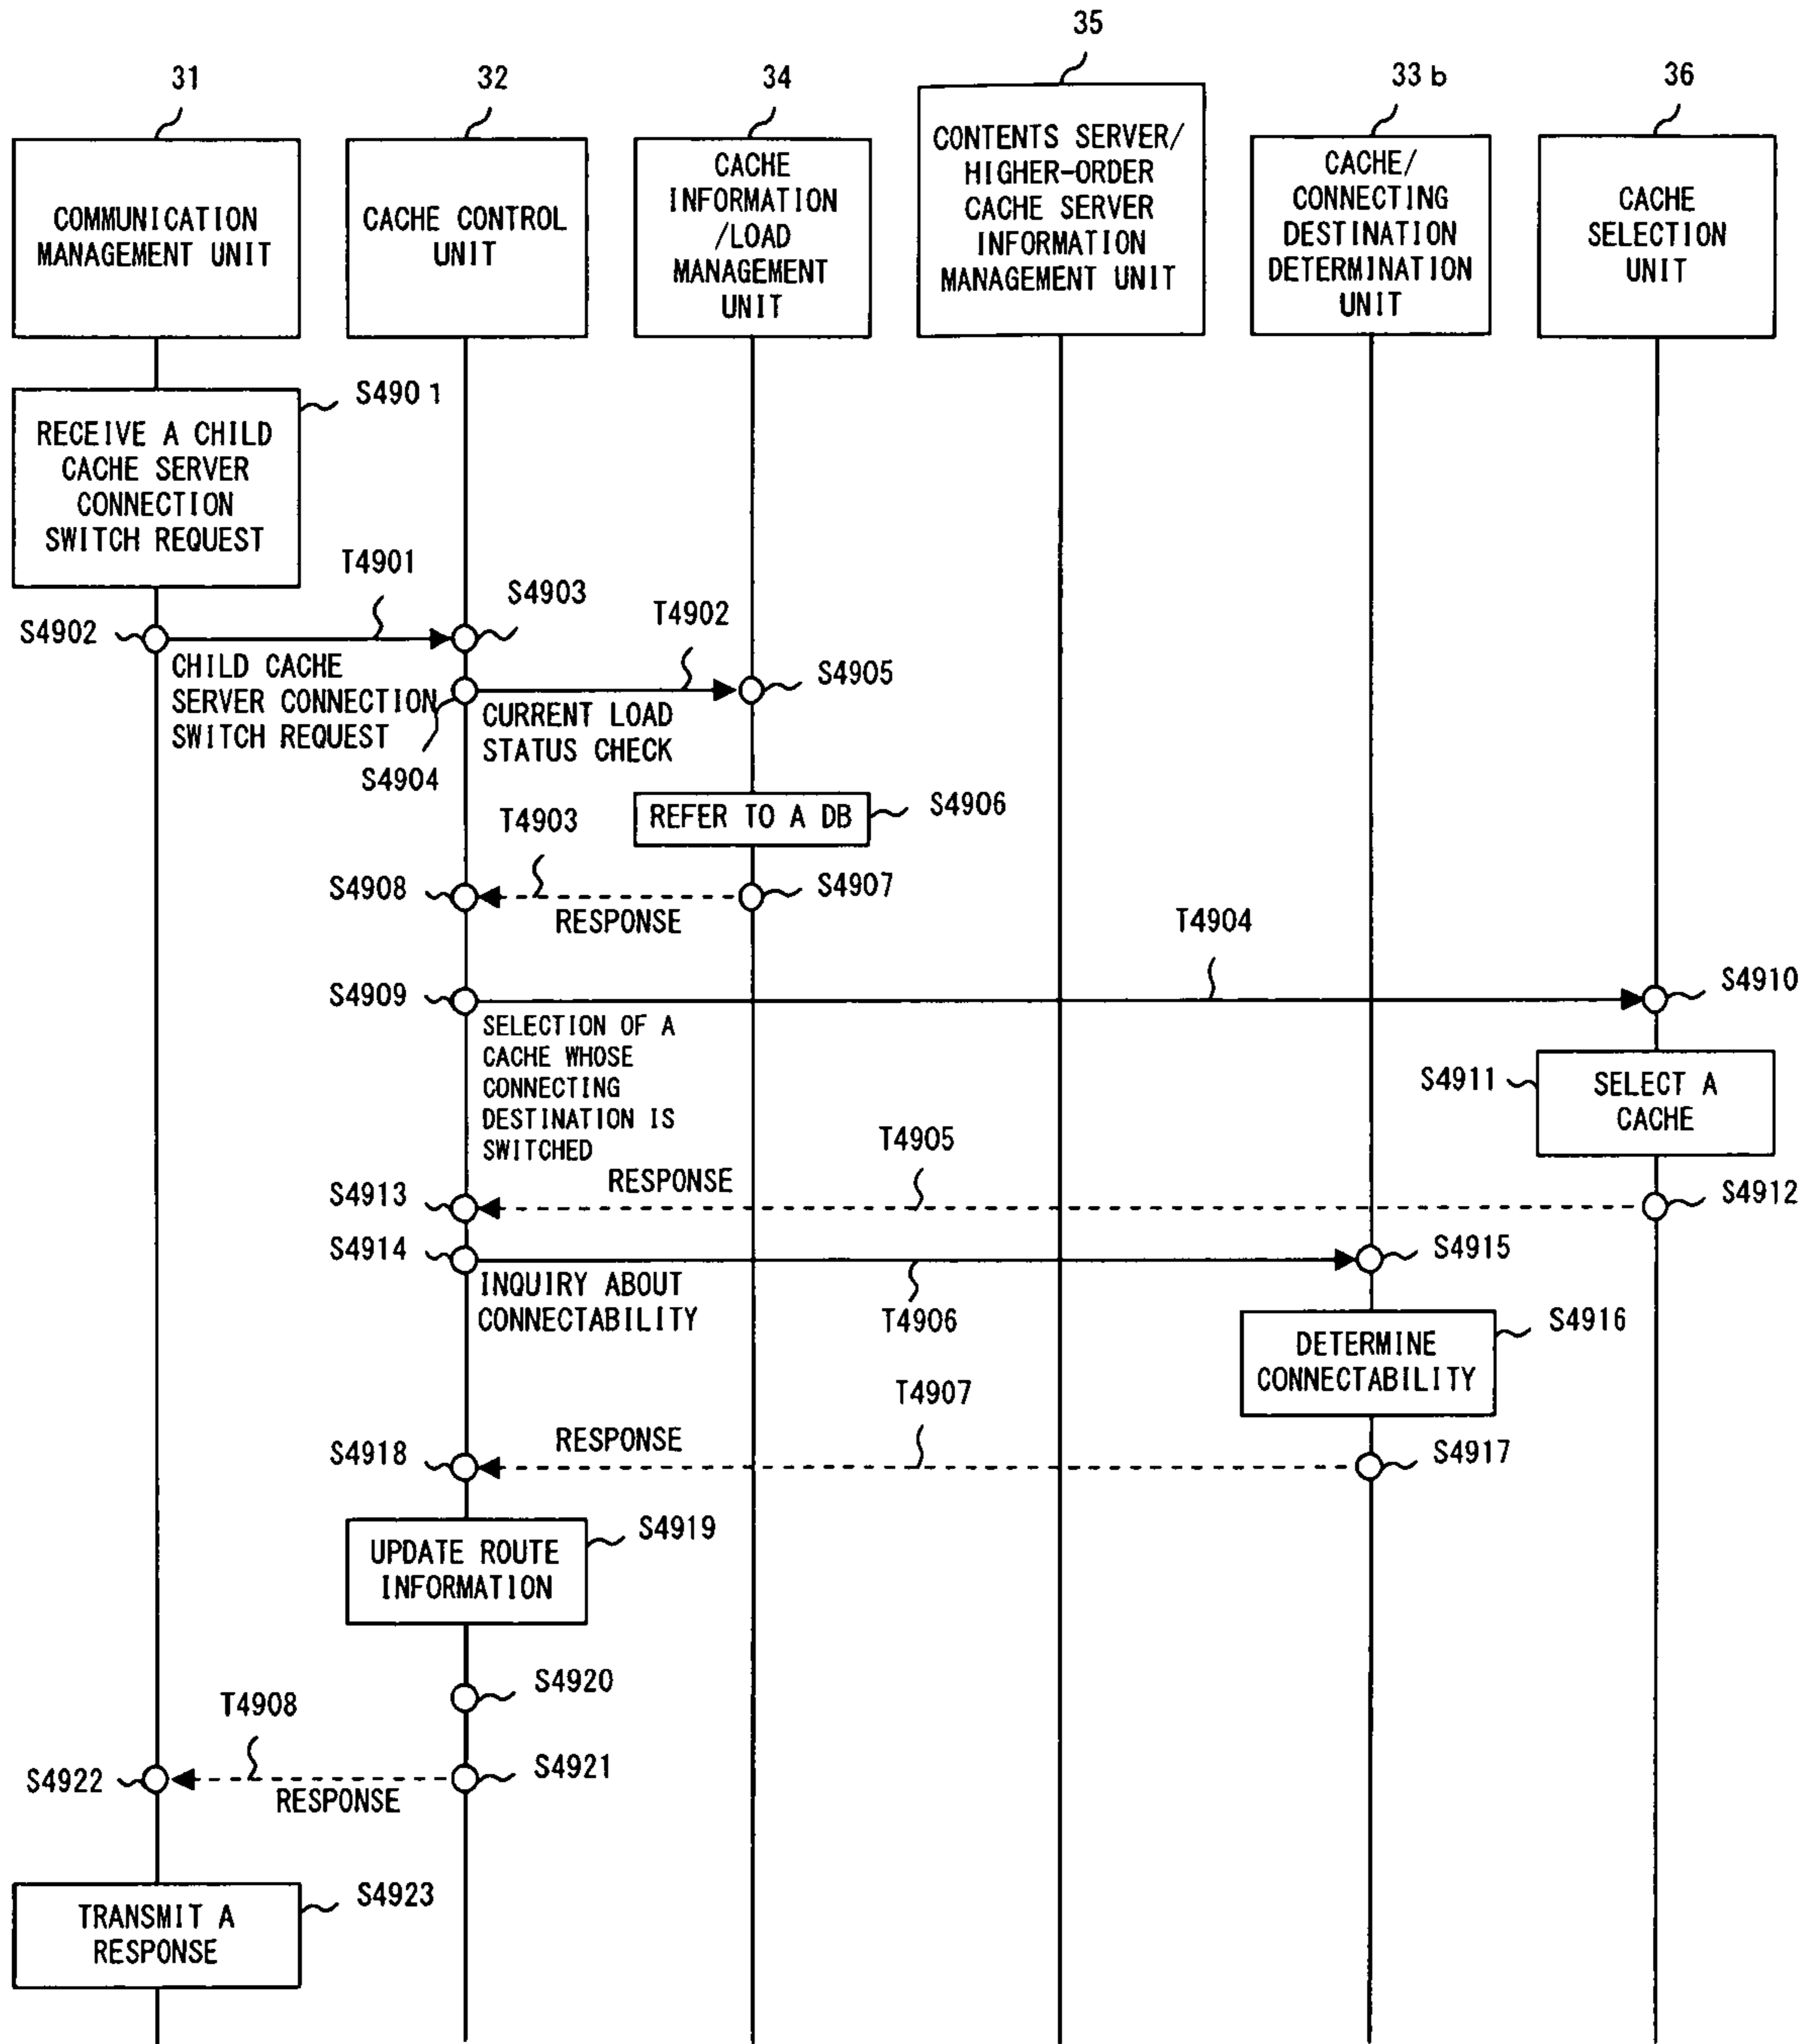 31
32
34
35
33b
36
COMMUNICATION
MANAGEMENT UNIT
CACHE CONTROL
UNIT
CACHE
INFORMATION
/LOAD
MANAGEMENT
UNIT
CONTENTS SERVER/
HIGHER-ORDER
CACHE SERVER
INFORMATION
MANAGEMENT UNIT
CACHE/
CONNECTING
DESTINATION
DETERMINATION
UNIT
CACHE
SELECTION
UNIT
S4901
RECEIVE A CHILD
CACHE SERVER
CONNECTION
SWITCH REQUEST
T4901
S4902
S4903
CHILD CACHE
SERVER CONNECTION
SWITCH REQUEST
T4902
S4904
S4905
CURRENT LOAD
STATUS CHECK
REFER TO A DB
S4906
T4903
S4908
S4907
RESPONSE
T4904
S4909
S4910
SELECTION OF A
CACHE WHOSE
CONNECTING
DESTINATION IS
SWITCHED
S4911
SELECT A
CACHE
T4905
RESPONSE
S4913
S4912
S4914
S4915
INQUIRY ABOUT
CONNECTABILITY
T4906
S4916
DETERMINE
CONNECTABILITY
T4907
RESPONSE
S4918
S4917
S4919
UPDATE ROUTE
INFORMATION
S4920
T4908
S4922
S4921
RESPONSE
S4923
TRANSMIT A
RESPONSE